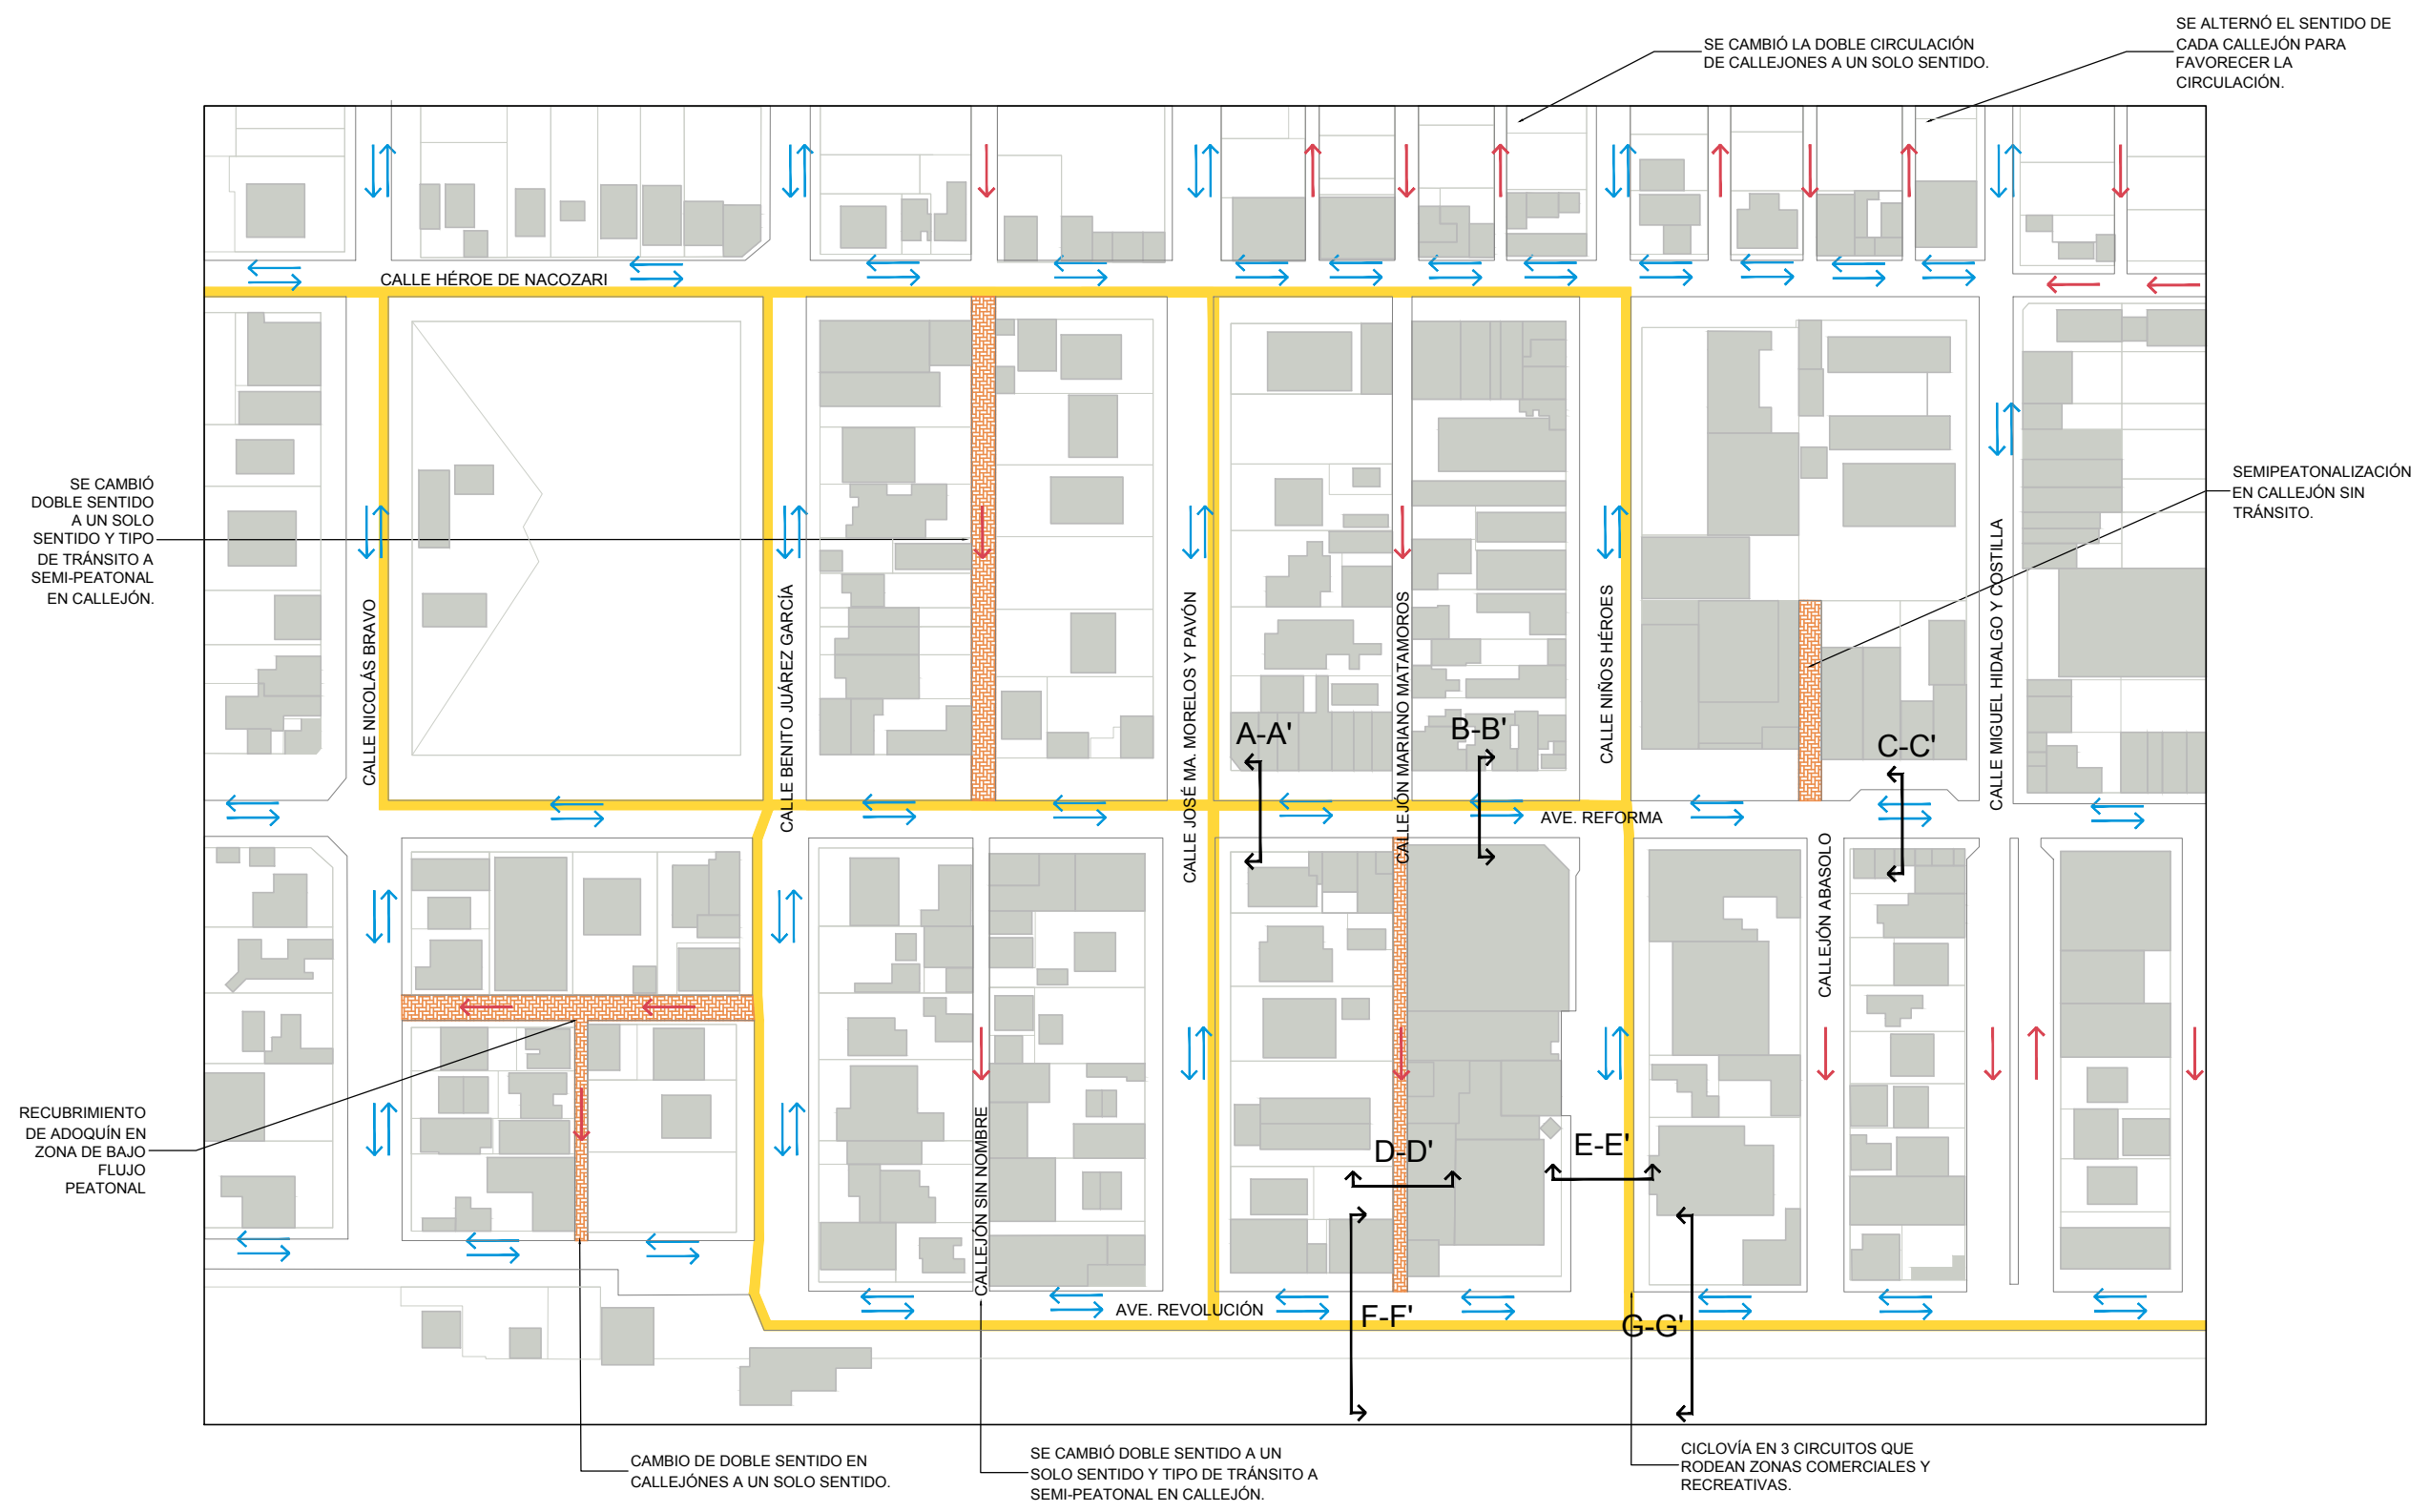 SE ALTERNÓ EL SENTIDO DE
CADA CALLEJÓN PARA
FAVORECER LA
CIRCULACIÓN.
SE CAMBIÓ LA DOBLE CIRCULACIÓN
DE CALLEJONES A UN SOLO SENTIDO.
CALLE HÉROE DE NACOZARI
SE CAMBIÓ
DOBLE SENTIDO
A UN SOLO
SENTIDO Y TIPO
DE TRÁNSITO A
SEMI-PEATONAL
EN CALLEJÓN.
SEMIPEATONALIZACIÓN
EN CALLEJÓN SIN
TRÁNSITO.
CALLE NICOLÁS BRAVO
CALLE BENITO JUÁREZ GARCÍA
CALLE JOSÉ MA. MORELOS Y PAVÓN
CALLEJÓN MARIANO MATAMOROS
CALLE NIÑOS HÉROES
CALLE MIGUEL HIDALGO Y COSTILLA
A-A'
B-B'
C-C'
AVE. REFORMA
CALLEJÓN ABASOLO
RECUBRIMIENTO
DE ADOQUÍN EN
ZONA DE BAJO
FLUJO
PEATONAL
CALLEJÓN SIN NOMBRE
D-D'
E-E'
AVE. REVOLUCIÓN
F-F'
G-G'
CAMBIO DE DOBLE SENTIDO EN
CALLEJÓNES A UN SOLO SENTIDO.
SE CAMBIÓ DOBLE SENTIDO A UN
SOLO SENTIDO Y TIPO DE TRÁNSITO A
SEMI-PEATONAL EN CALLEJÓN.
CICLOVÍA EN 3 CIRCUITOS QUE
RODEAN ZONAS COMERCIALES Y
RECREATIVAS.